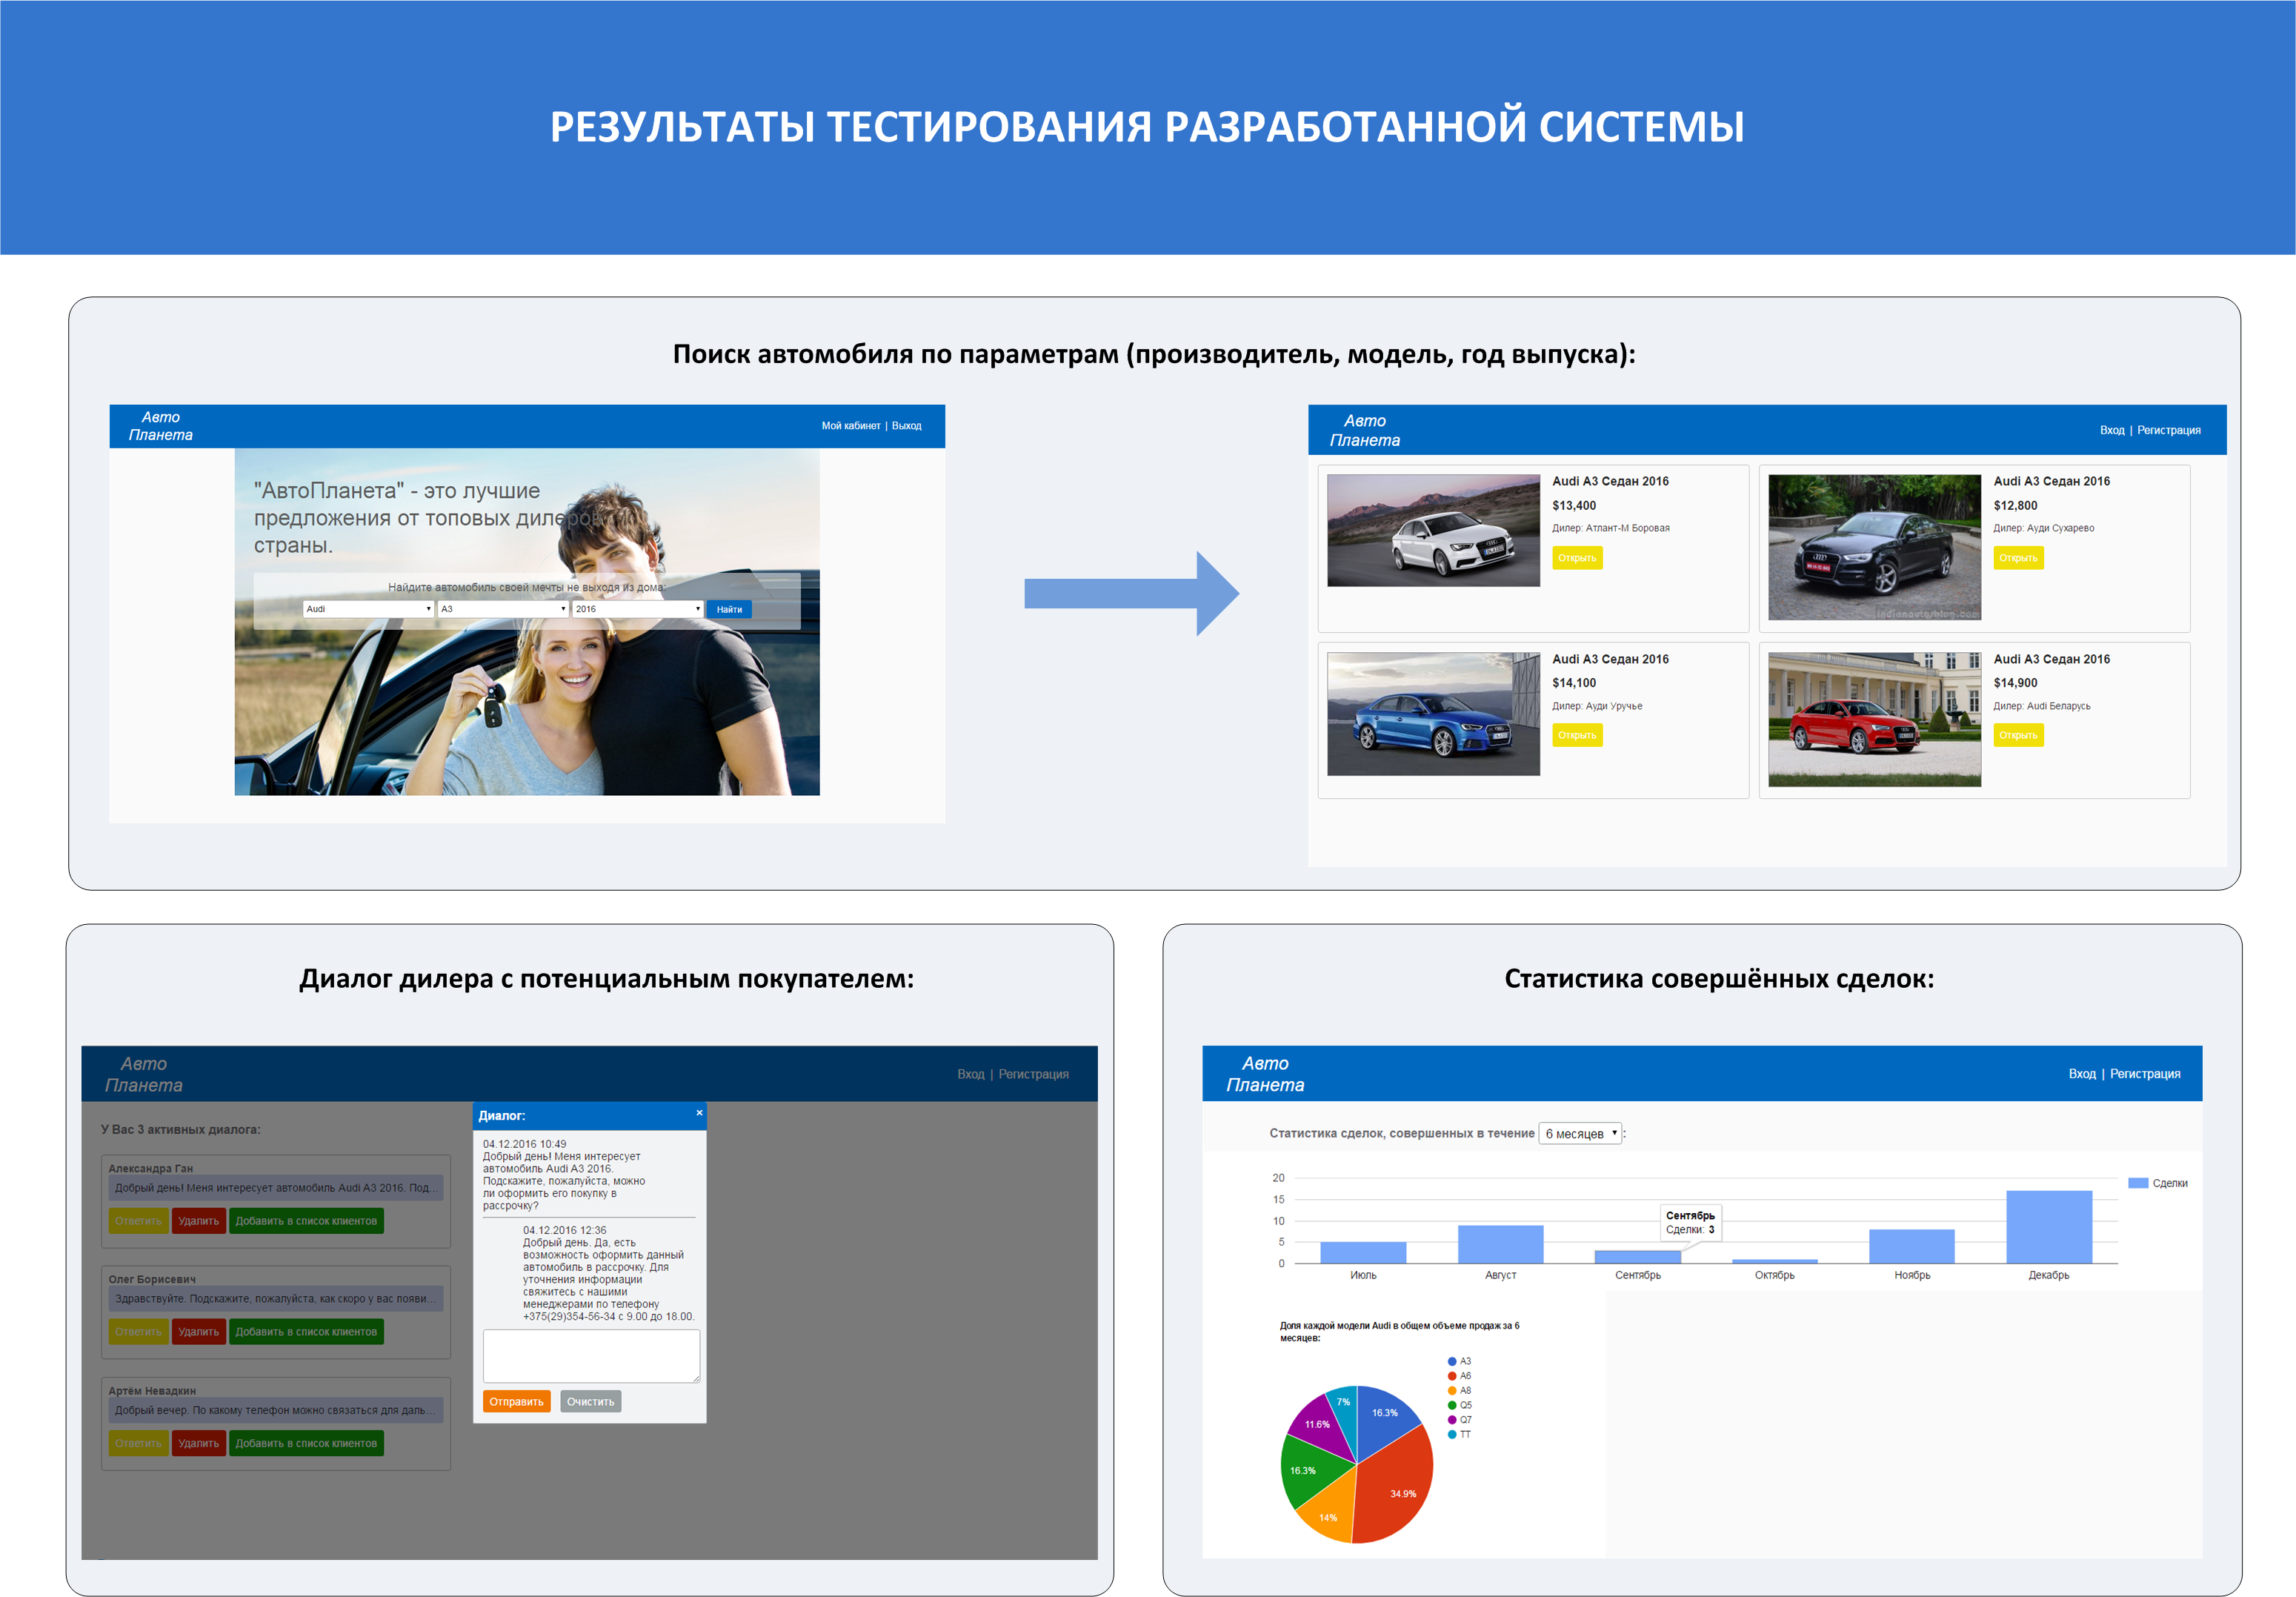 РЕЗУЛЬТАТЫ ТЕСТИРОВАНИЯ РАЗРАБОТАННОЙ СИСТЕМЫ
Поиск автомобиля по параметрам (производитель, модель, год выпуска):
Авто
Планета
Мой кабинет | Выход
"АвтоПланета" - это лучшие
предложения от топовых дилеров
страны.
Найдите автомобиль своей мечты не выходя из дома:
Audi
A3
2016
Найти
Авто
Планета
Вход | Регистрация
Audi A3 Седан 2016
$13,400
Дилер: Атлант-М Боровая
Открыть
Audi A3 Седан 2016
$12,800
Дилер: Ауди Сухарево
Открыть
indianautosblog.com
Audi A3 Седан 2016
$14,100
Дилер: Ауди Уручье
Открыть
Audi A3 Седан 2016
$14,900
Дилер: Audi Беларусь
Открыть
Диалог дилера с потенциальным покупателем:
Авто
Планета
Вход | Регистрация
У Вас 3 активных диалога:
Александра Ган
Добрый день! Меня интересует автомобиль Audi A3 2016. Под...
Ответить Удалить Добавить в список клиентов
Олег Борисевич
Здравствуйте. Подскажите, пожалуйста, как скоро у вас появи...
Ответить Удалить Добавить в список клиентов
Артём Невадкин
Добрый вечер. По какому телефон можно связаться для даль...
Ответить Удалить Добавить в список клиентов
Диалог: ×
04.12.2016 10:49
Добрый день! Меня интересует
автомобиль Audi A3 2016.
Подскажите, пожалуйста, можно
ли оформить его покупку в
рассрочку?
04.12.2016 12:36
Добрый день. Да, есть
возможность оформить данный
автомобиль в рассрочку. Для
уточнения информации
свяжитесь с нашими
менеджерами по телефону
+375(29)354-56-34 с 9.00 до 18.00.
Отправить Очистить
Статистика совершённых сделок:
Авто
Планета
Вход | Регистрация
Статистика сделок, совершенных в течение 6 месяцев :
20
15
10
5
0
Сентябрь
Сделки: 3
Сделки
Июль Август Сентябрь Октябрь Ноябрь Декабрь
Доля каждой модели Audi в общем объеме продаж за 6
месяцев:
A3
A6
A8
Q5
Q7
TT
7%
16.3%
11.6%
16.3%
34.9%
14%